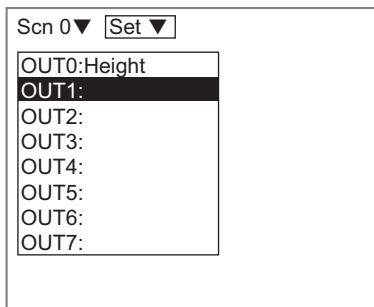 Scn 0▼ Set ▼
OUT0:Height
OUT1:
OUT2:
OUT3:
OUT4:
OUT5:
OUT6:
OUT7: